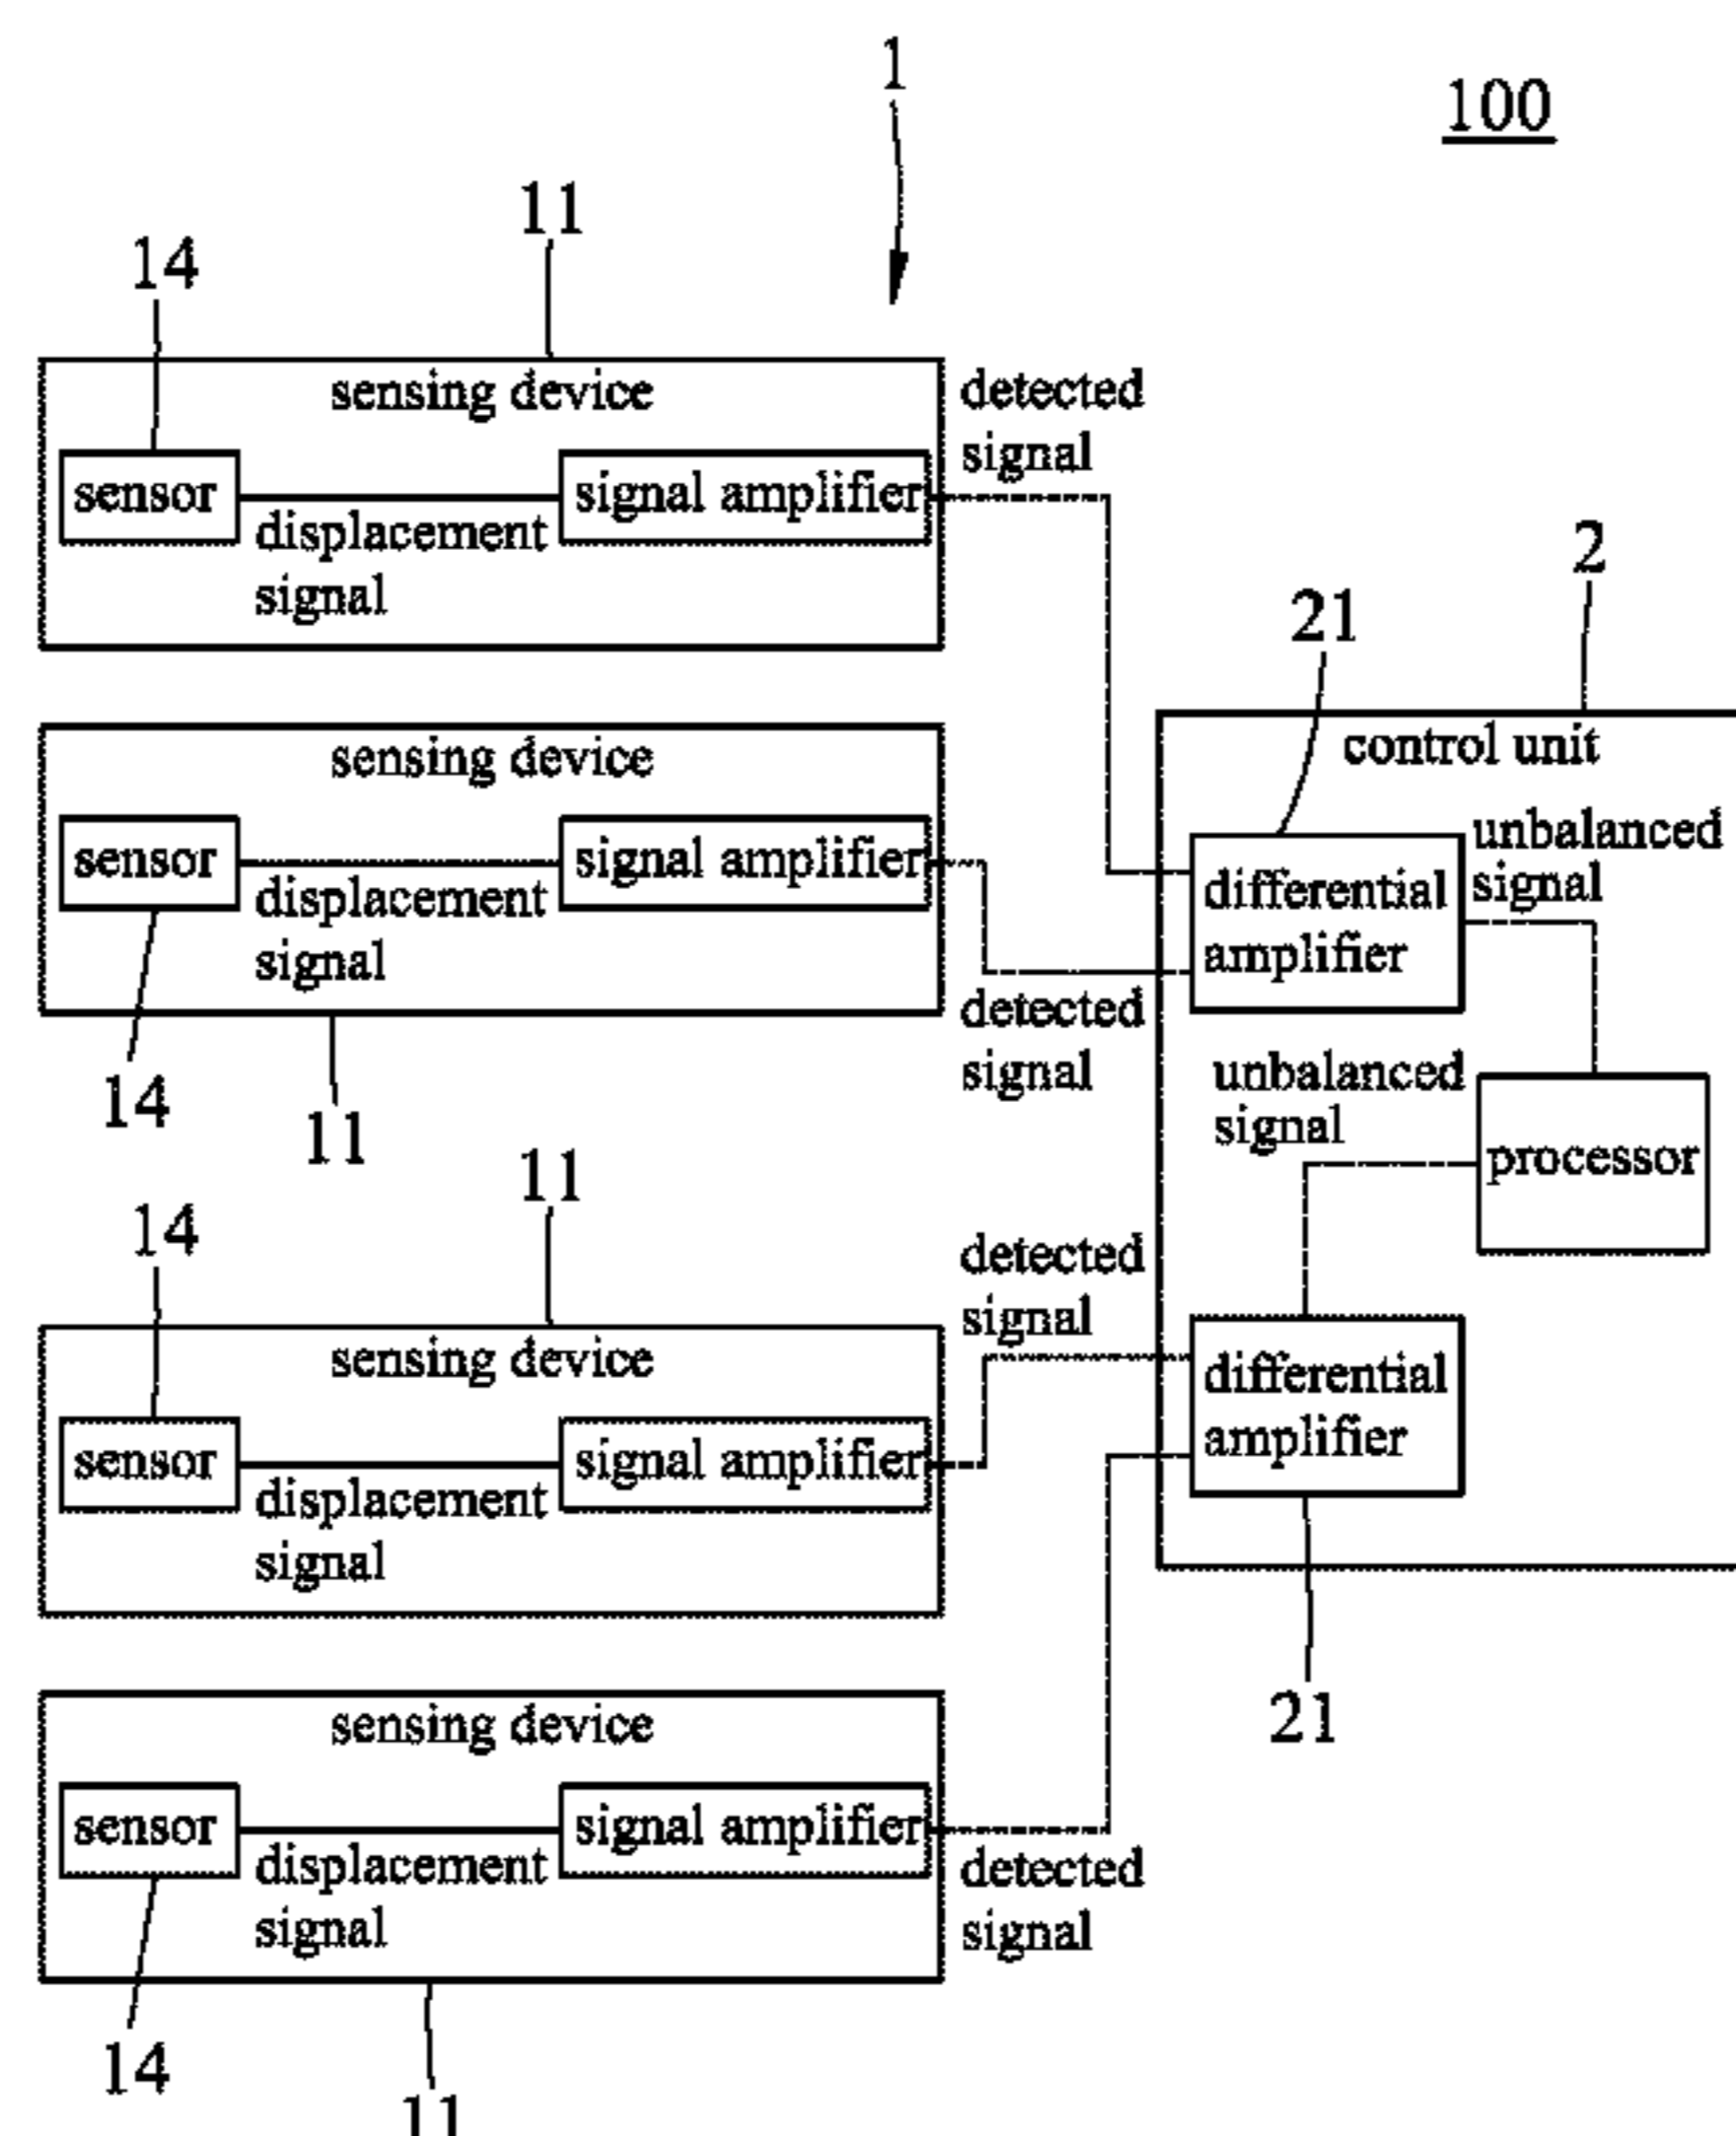 1
100
11
14
sensing device
sensor
signal amplifier
displacement
signal
detected
signal
sensing device
sensor
signal amplifier
displacement
signal
14
11
detected
signal
2
21
control unit
differential
amplifier
unbalanced
signal
unbalanced
signal
processor
differential
amplifier
21
11
14
sensing device
sensor
signal amplifier
displacement
signal
detected
signal
sensing device
sensor
signal amplifier
displacement
signal
detected
signal
14
11